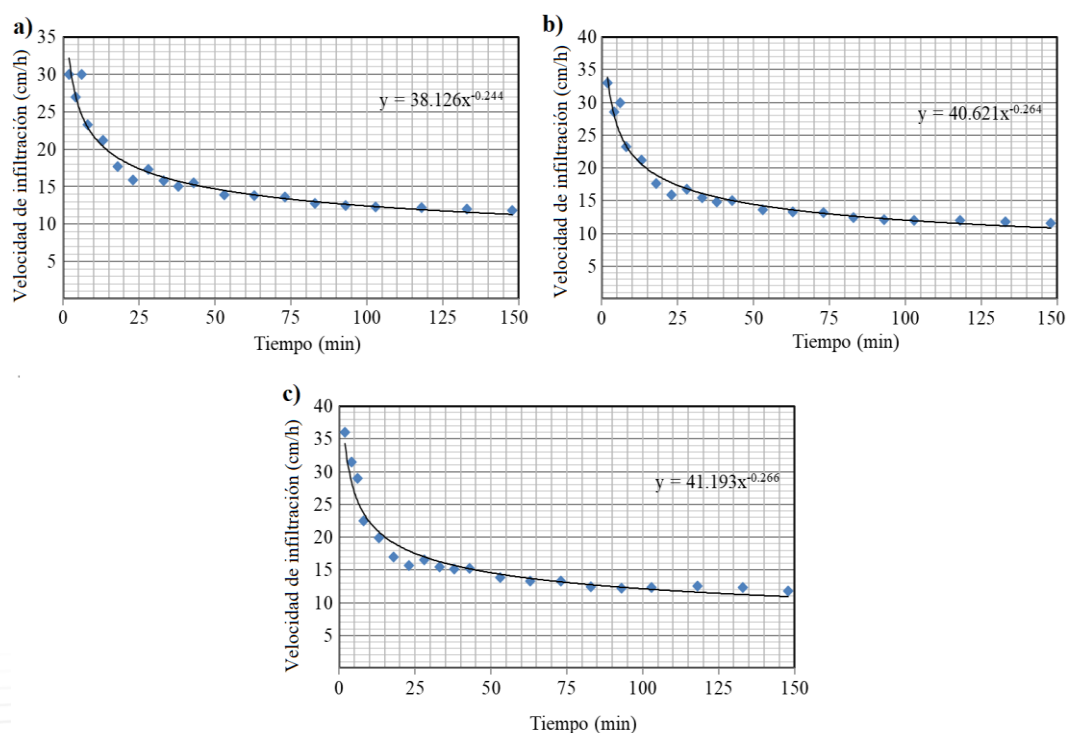 a)
Velocidad de infiltración (cm/h)
35
30
25
20
15
10
5
y = 38.126x^-0.244
0 25 50 75 100 125 150
Tiempo (min)
b)
Velocidad de infiltración (cm/h)
40
35
30
25
20
15
10
5
y = 40.621x^-0.264
0 25 50 75 100 125 150
Tiempo (min)
c)
Velocidad de infiltración (cm/h)
40
35
30
25
20
15
10
5
y = 41.193x^-0.266
0 25 50 75 100 125 150
Tiempo (min)